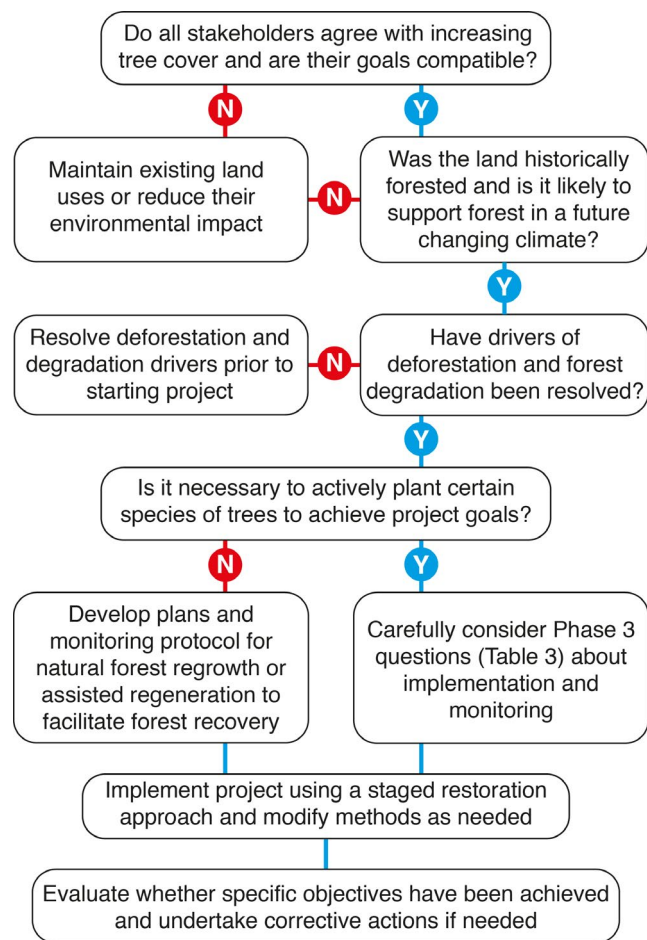 Do all stakeholders agree with increasing
tree cover and are their goals compatible?
N
Y
Maintain existing land
uses or reduce their
environmental impact
N
Was the land historically
forested and is it likely to
support forest in a future
changing climate?
Y
Resolve deforestation and
degradation drivers prior to
starting project
N
Have drivers of
deforestation and forest
degradation been resolved?
Y
Is it necessary to actively plant certain
species of trees to achieve project goals?
N
Y
Develop plans and
monitoring protocol for
natural forest regrowth or
assisted regeneration to
facilitate forest recovery
Carefully consider Phase 3
questions (Table 3) about
implementation and
monitoring
Implement project using a staged restoration
approach and modify methods as needed
Evaluate whether specific objectives have been achieved
and undertake corrective actions if needed